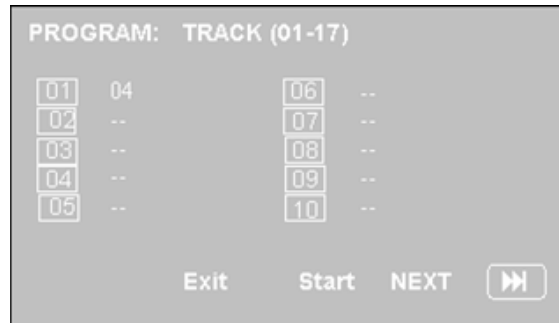 PROGRAM: TRACK (01-17)
01 04 06 --
02 -- 07 --
03 -- 08 --
04 -- 09 --
05 -- 10 --
Exit Start NEXT